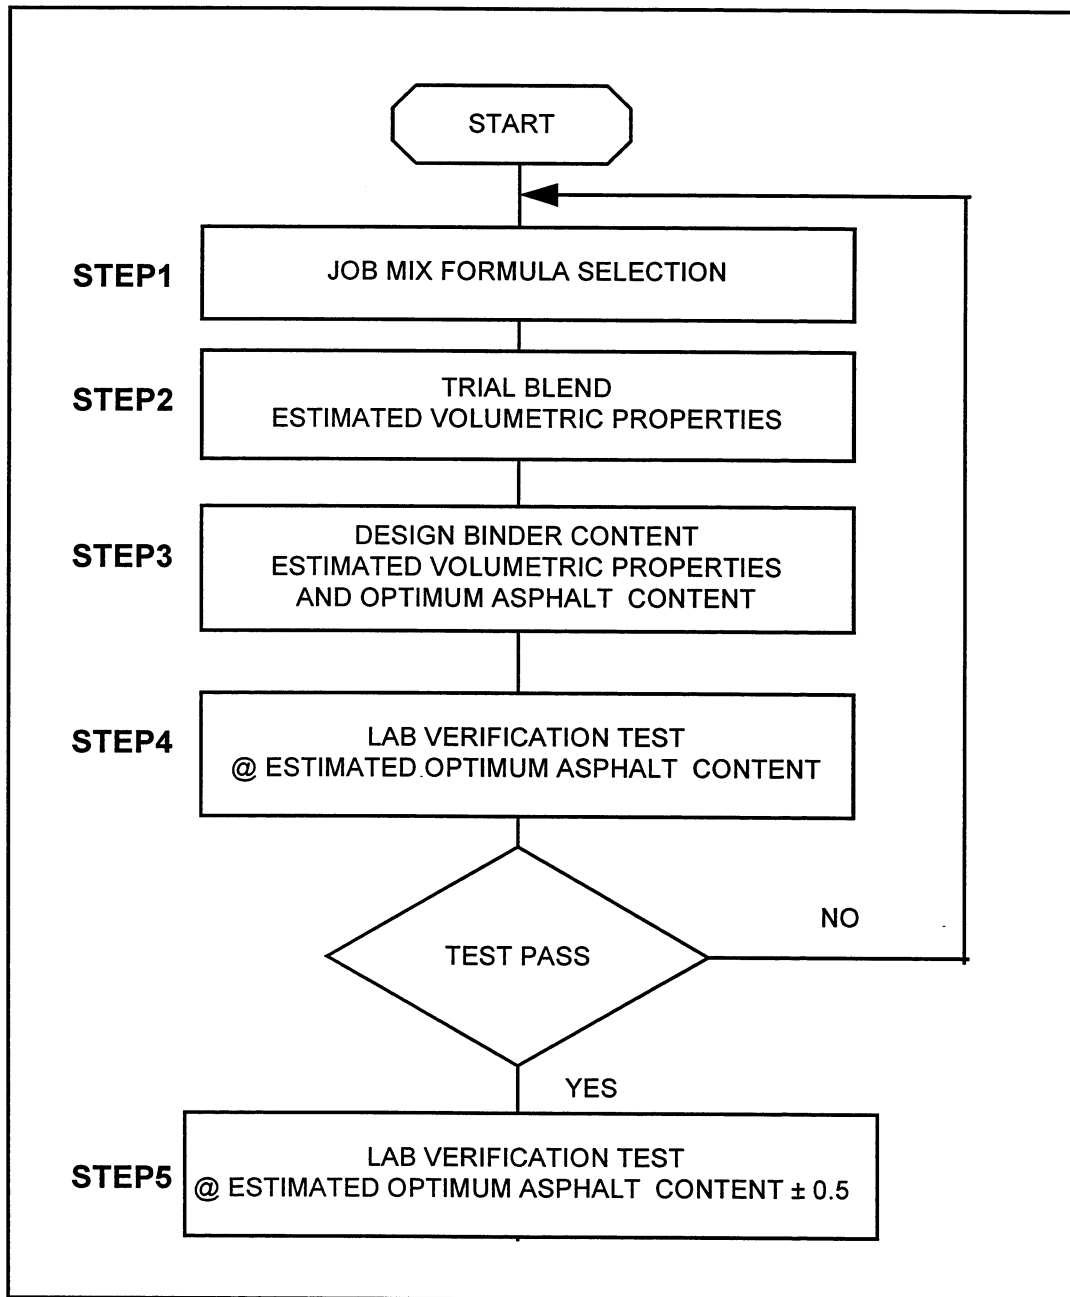 START
STEP1
JOB MIX FORMULA SELECTION
STEP2
TRIAL BLEND
ESTIMATED VOLUMETRIC PROPERTIES
STEP3
DESIGN BINDER CONTENT
ESTIMATED VOLUMETRIC PROPERTIES
AND OPTIMUM ASPHALT CONTENT
STEP4
LAB VERIFICATION TEST
@ ESTIMATED OPTIMUM ASPHALT CONTENT
TEST PASS
NO
YES
STEP5
LAB VERIFICATION TEST
@ ESTIMATED OPTIMUM ASPHALT CONTENT ± 0.5